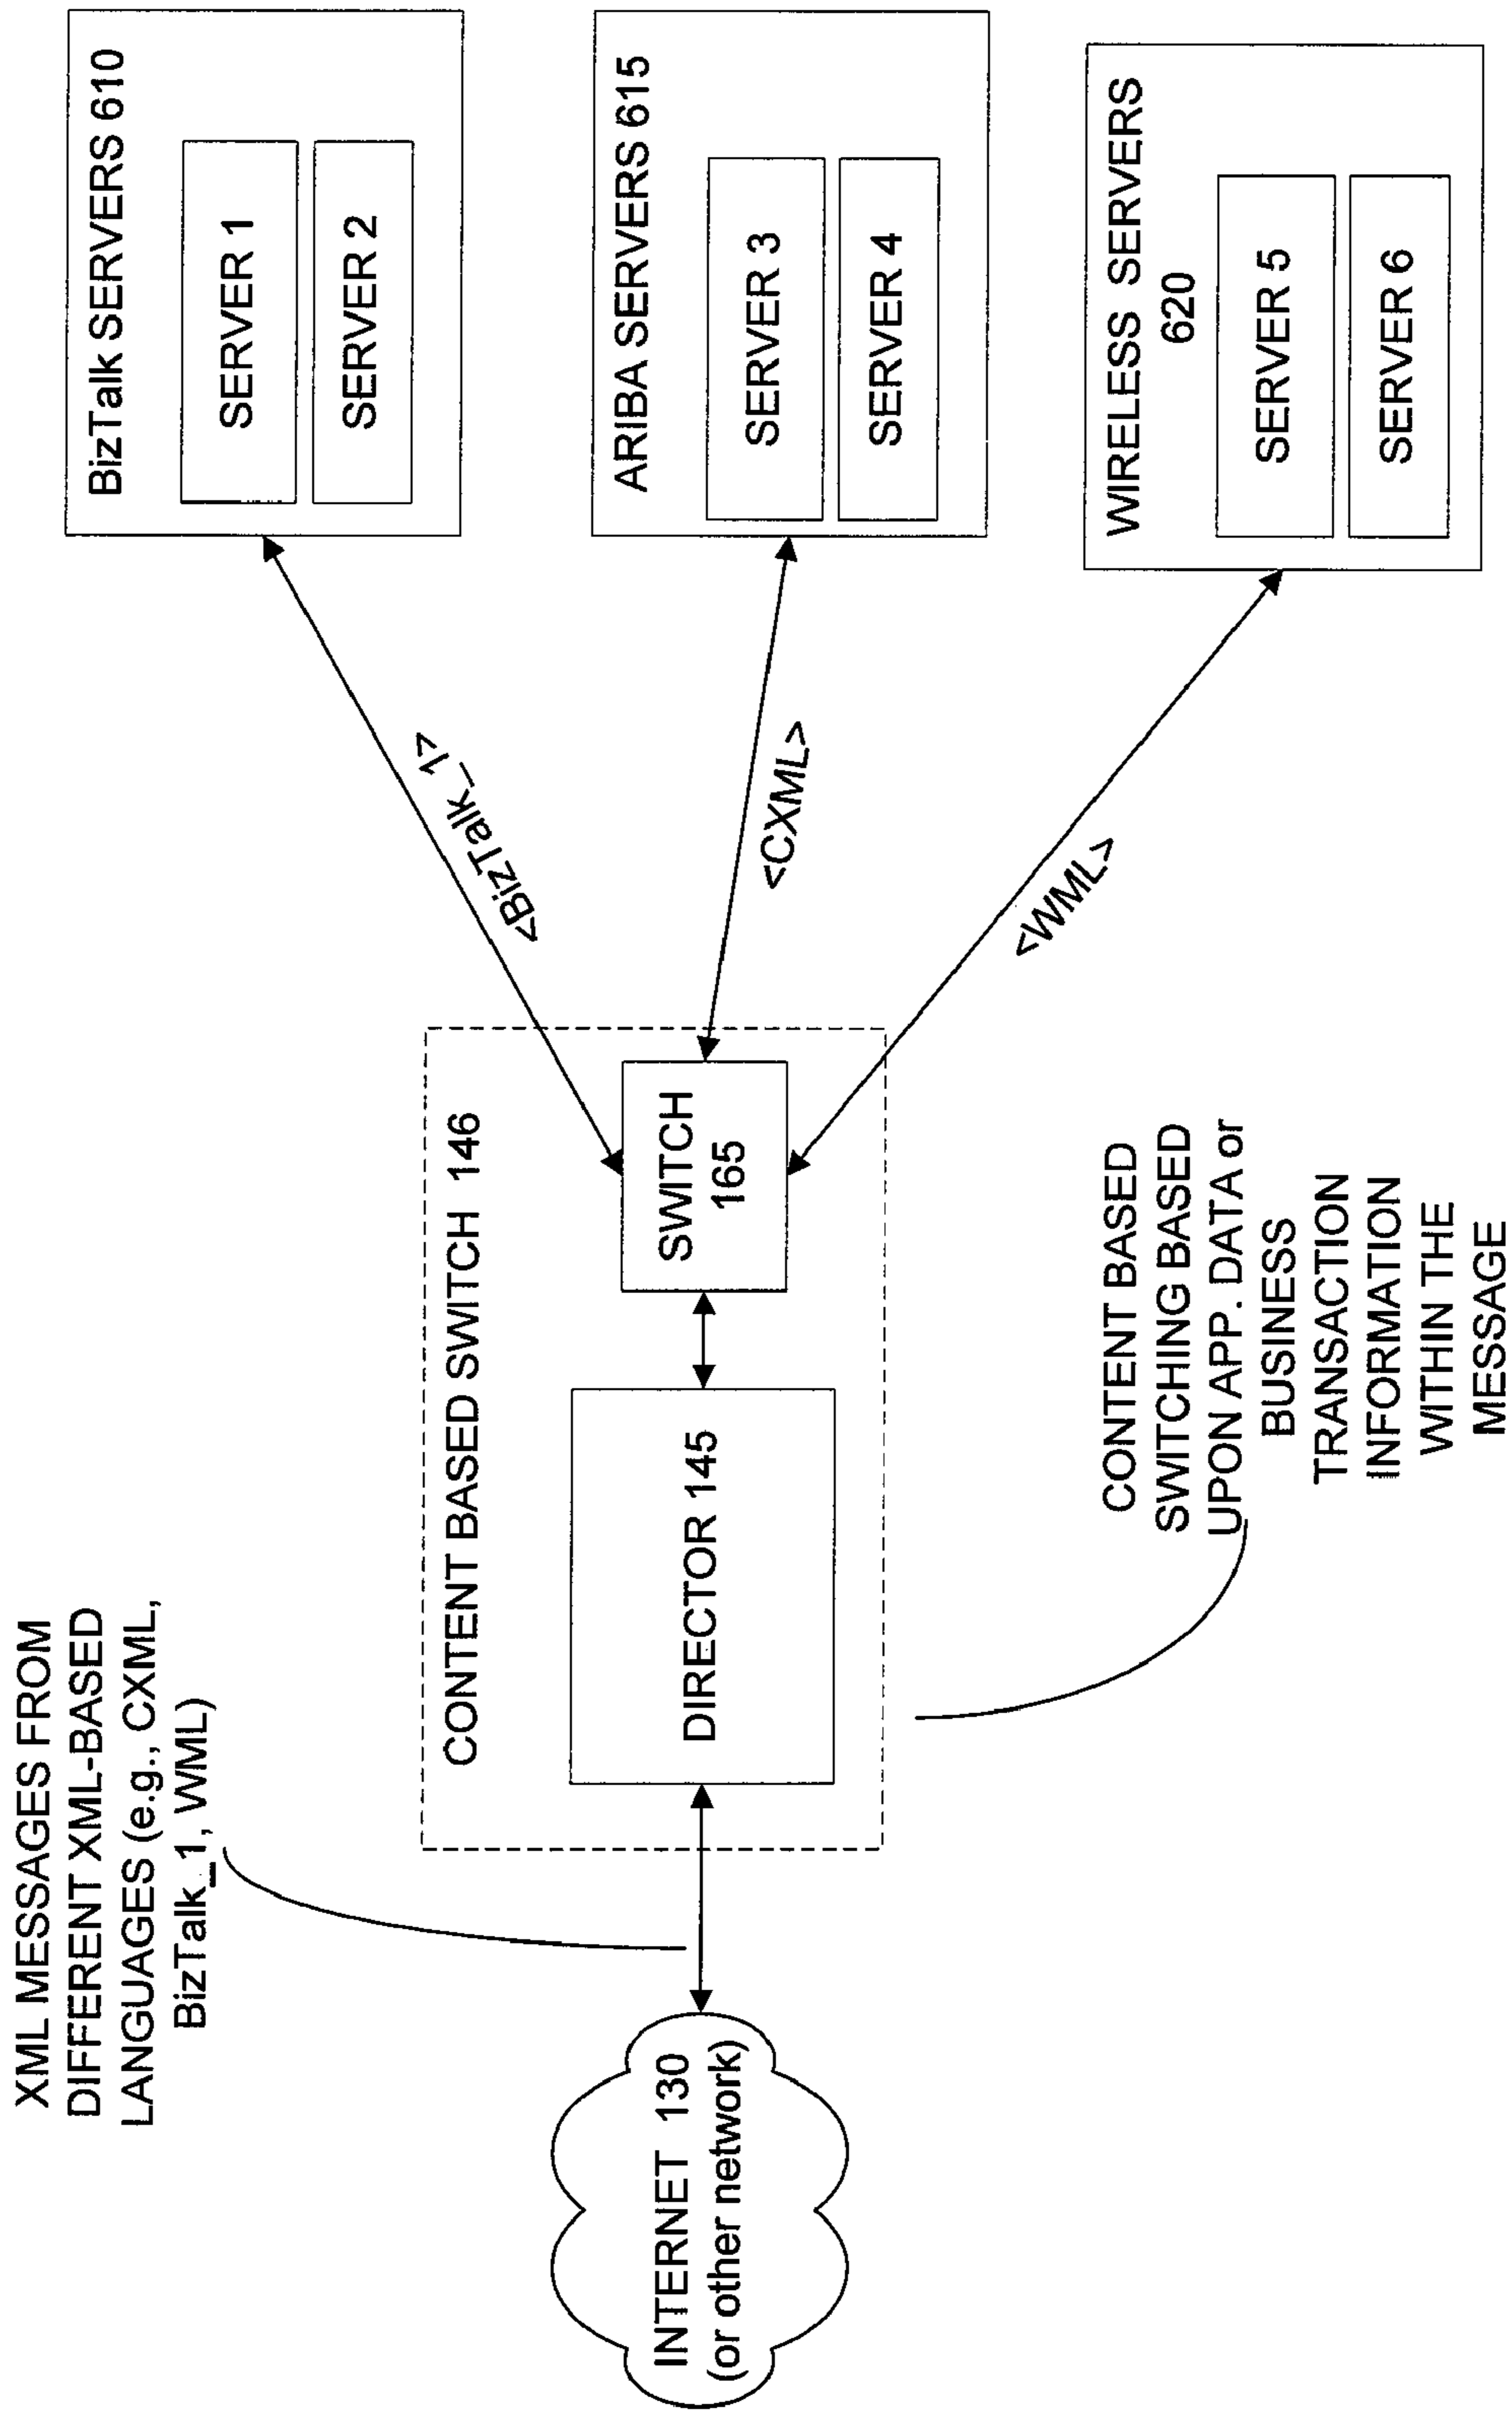 XML MESSAGES FROM
DIFFERENT XML-BASED
LANGUAGES (e.g., CXML,
BizTalk_1, WML)
INTERNET 130
(or other network)
CONTENT BASED SWITCH 146
DIRECTOR 145
SWITCH
165
CONTENT BASED
SWITCHING BASED
UPON APP. DATA or
BUSINESS
TRANSACTION
INFORMATION
WITHIN THE
MESSAGE
<BizTalk_1>
<CXML>
<WML>
BizTalk SERVERS 610
SERVER 1
SERVER 2
ARIBA SERVERS 615
SERVER 3
SERVER 4
WIRELESS SERVERS
620
SERVER 5
SERVER 6